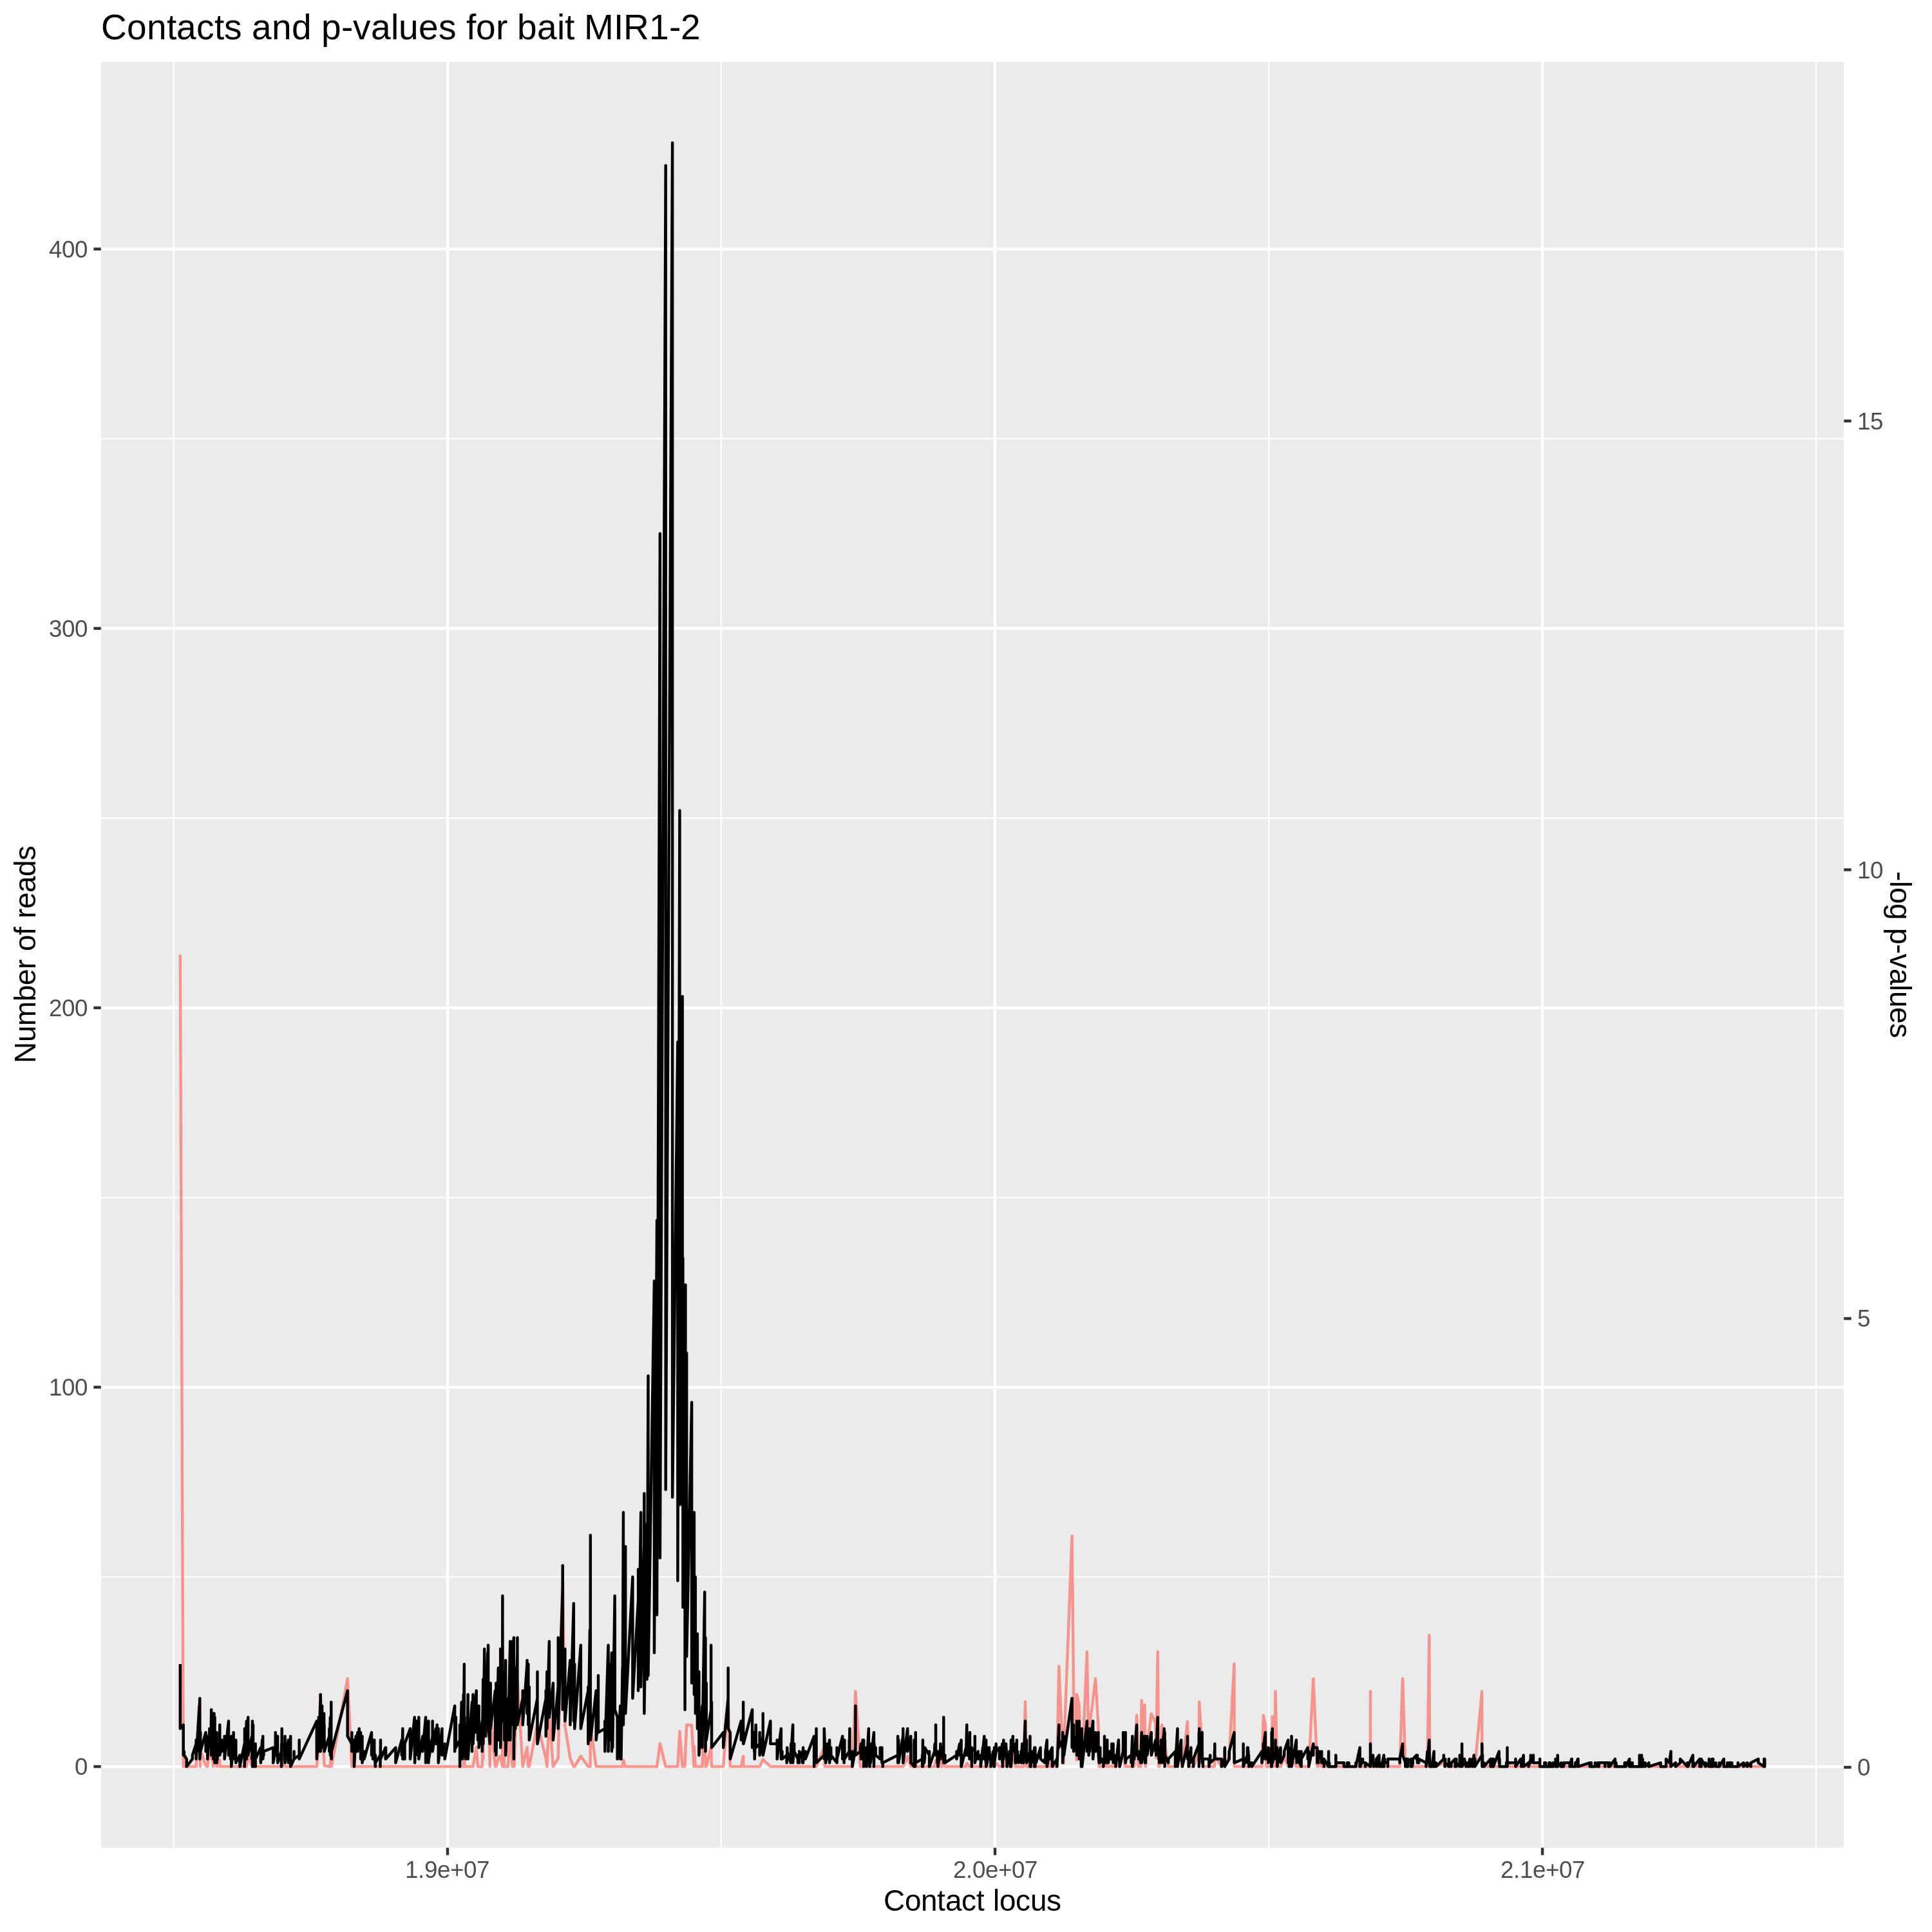 Contacts and p-values for bait MIR1-2
400
300
200
100
0
Number of reads
15
10
5
0
-log p-values
1.9e+07
2.0e+07
2.1e+07
Contact locus